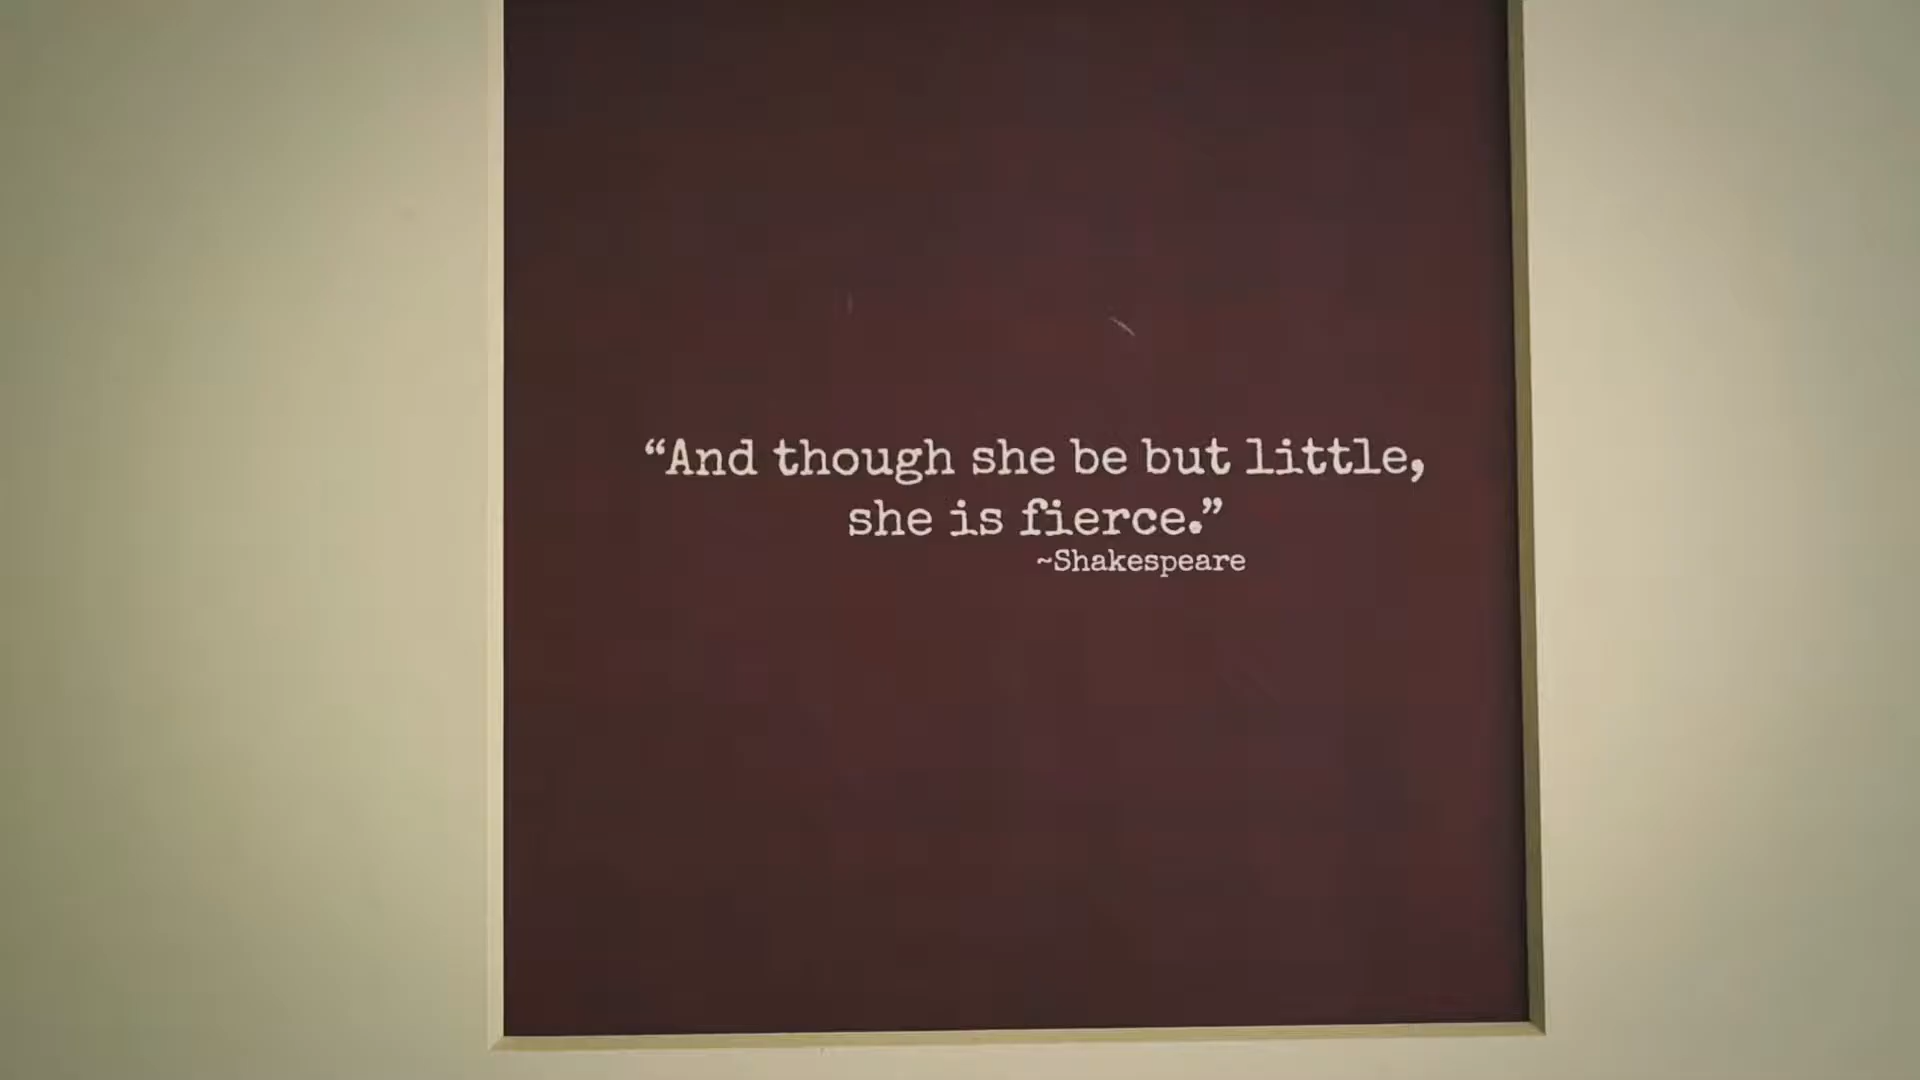 “And though she be but little,
she is fierce.”
~Shakespeare